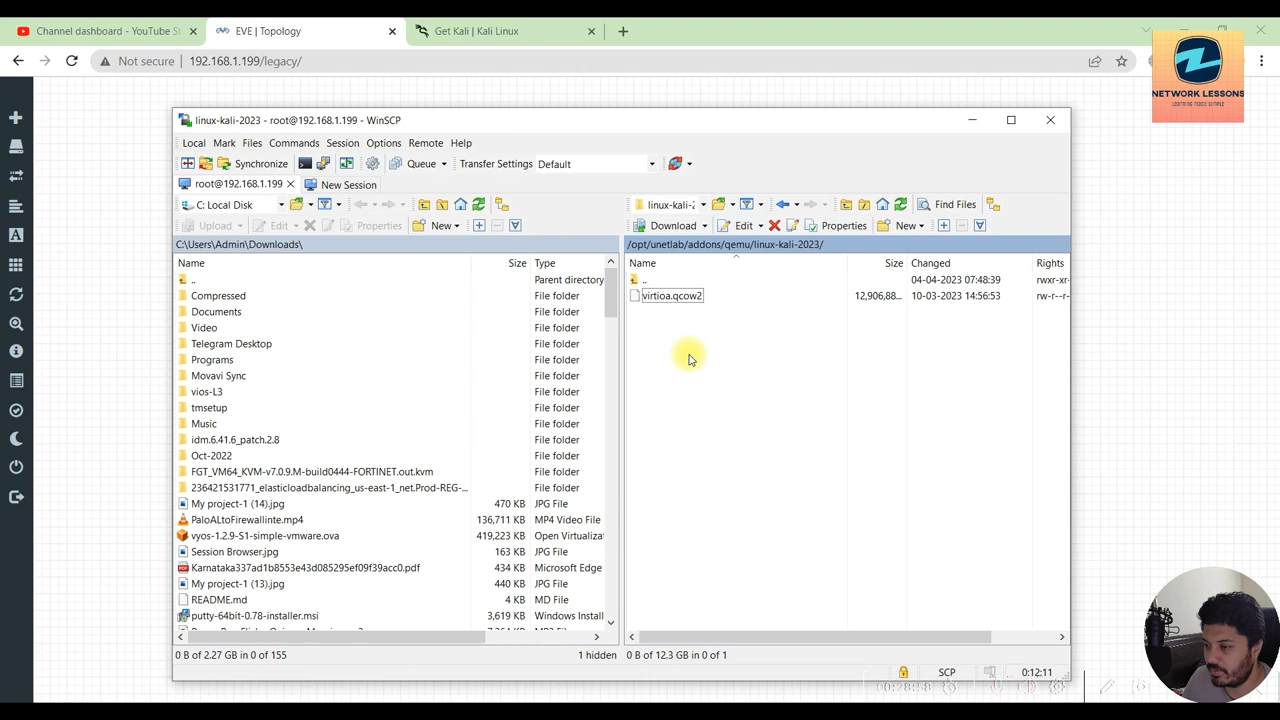 Channel dashboard - YouTube St
EVE | Topology
Get Kali | Kali Linux
Not secure
192.168.1.199/legacy/
NETWORK LESSONS
LEARNING MADE SIMPLE
linux-kali-2023 - root@192.168.1.199 - WinSCP
Local Mark Files Commands Session Options Remote Help
Synchronize
Queue
Transfer Settings Default
root@192.168.1.199
New Session
C: Local Disk
linux-kali-2
Find Files
Upload Edit Properties New
Download Edit Properties New
C:\Users\Admin\Downloads\
/opt/unetlab/addons/qemu/linux-kali-2023/
Name Size Type
Name Size Changed Rights
.. Parent directory
.. 04-04-2023 07:48:39 rwxr-xr-
Compressed File folder
virtioa.qcow2 12,906,88... 10-03-2023 14:56:53 rw-r--r-
Documents File folder
Video File folder
Telegram Desktop File folder
Programs File folder
Movavi Sync File folder
vios-L3 File folder
tmsetup File folder
Music File folder
idm.6.41.6_patch.2.8 File folder
Oct-2022 File folder
FGT_VM64_KVM-v7.0.9.M-build0444-FORTINET.out.kvm File folder
236421531771_elasticloadbalancing_us-east-1_net.Prod-REG-... File folder
My project-1 (14).jpg 470 KB JPG File
PaloALtoFirewallinte.mp4 136,711 KB MP4 Video File
vyos-1.2.9-S1-simple-vmware.ova 419,223 KB Open Virtualiza
Session Browser.jpg 163 KB JPG File
Karnataka337ad1b8553e43d085295ef09f39acc0.pdf 434 KB Microsoft Edge
My project-1 (13).jpg 440 KB JPG File
README.md 4 KB MD File
putty-64bit-0.78-installer.msi 3,619 KB Windows Install
0 B of 2.27 GB in 0 of 155
1 hidden
0 B of 12.3 GB in 0 of 1
SCP
0:12:11